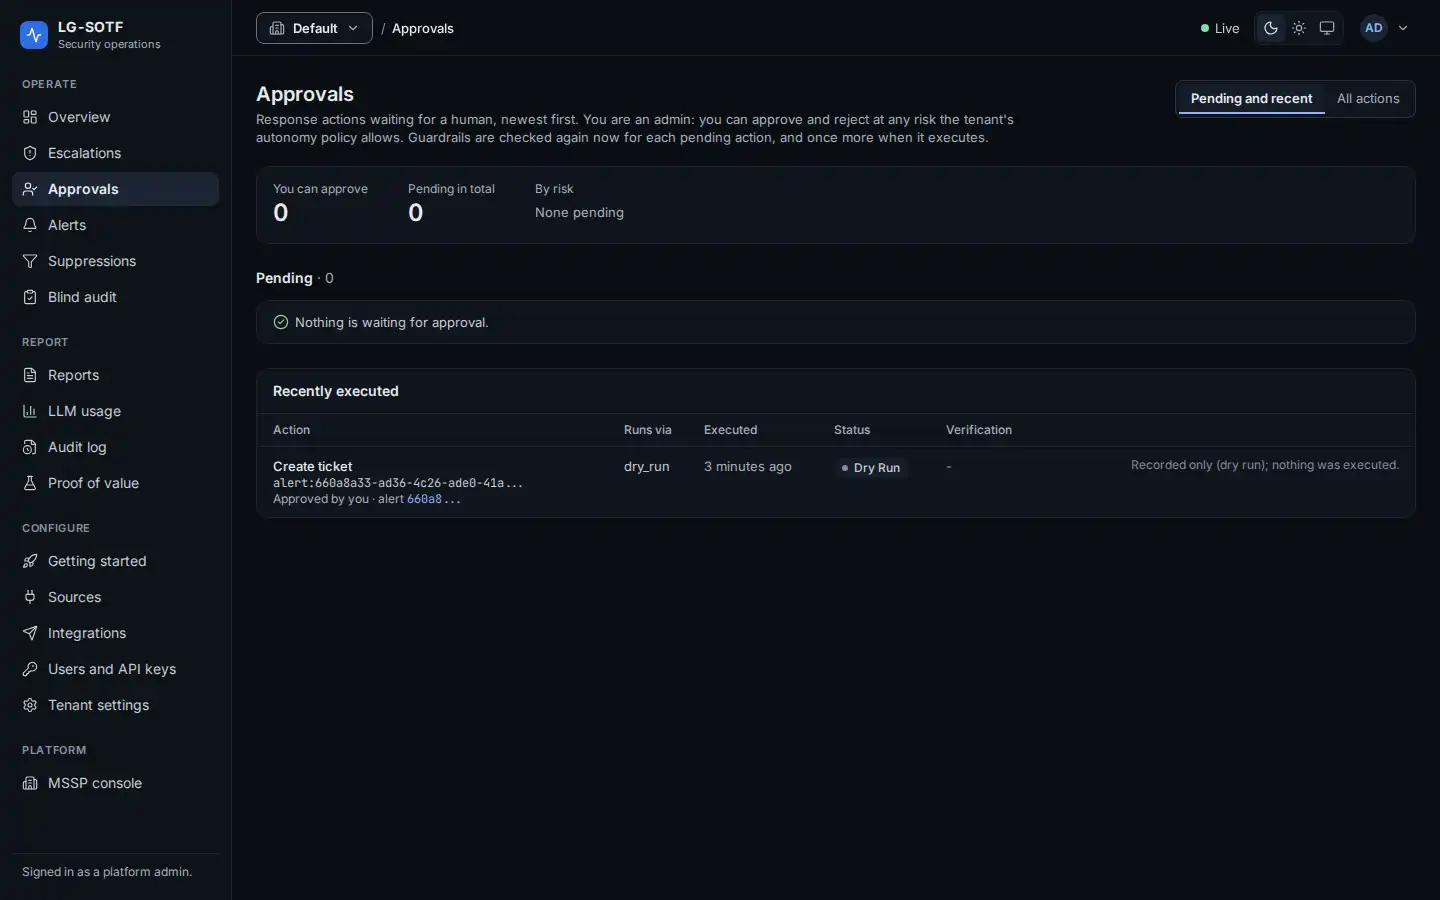 LG-SOTF
Security operations
OPERATE
Overview
Escalations
Approvals
Alerts
Suppressions
Blind audit
REPORT
Reports
LLM usage
Audit log
Proof of value
CONFIGURE
Getting started
Sources
Integrations
Users and API keys
Tenant settings
PLATFORM
MSSP console
Signed in as a platform admin.
Default / Approvals
Live
AD
Approvals
Response actions waiting for a human, newest first. You are an admin: you can approve and reject at any risk the tenant's
autonomy policy allows. Guardrails are checked again now for each pending action, and once more when it executes.
Pending and recent All actions
You can approve Pending in total By risk
0 0 None pending
Pending · 0
Nothing is waiting for approval.
Recently executed
Action Runs via Executed Status Verification
Create ticket dry_run 3 minutes ago Dry Run - Recorded only (dry run); nothing was executed.
alert:660a8a33-ad36-4c26-ade0-41a...
Approved by you · alert 660a8...